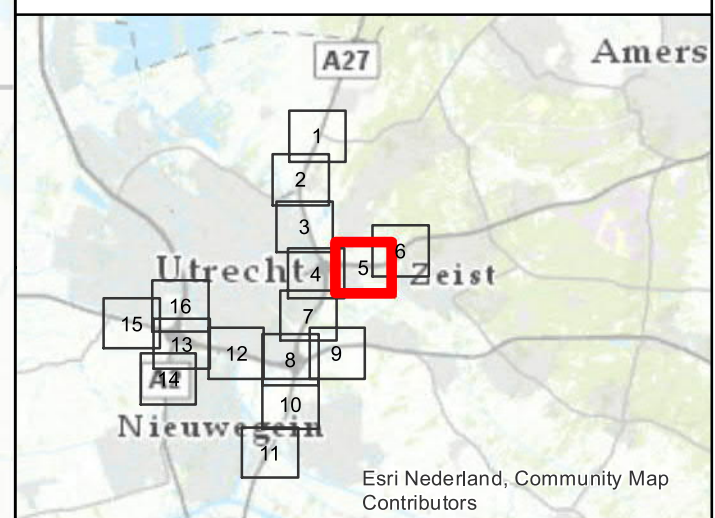 Amers
A27
1
2
3
6
Utrecht
4
5
Zeist
16
7
15
13
12
8
9
14
10
Nieuwegein
11
Esri Nederland, Community Map
Contributors